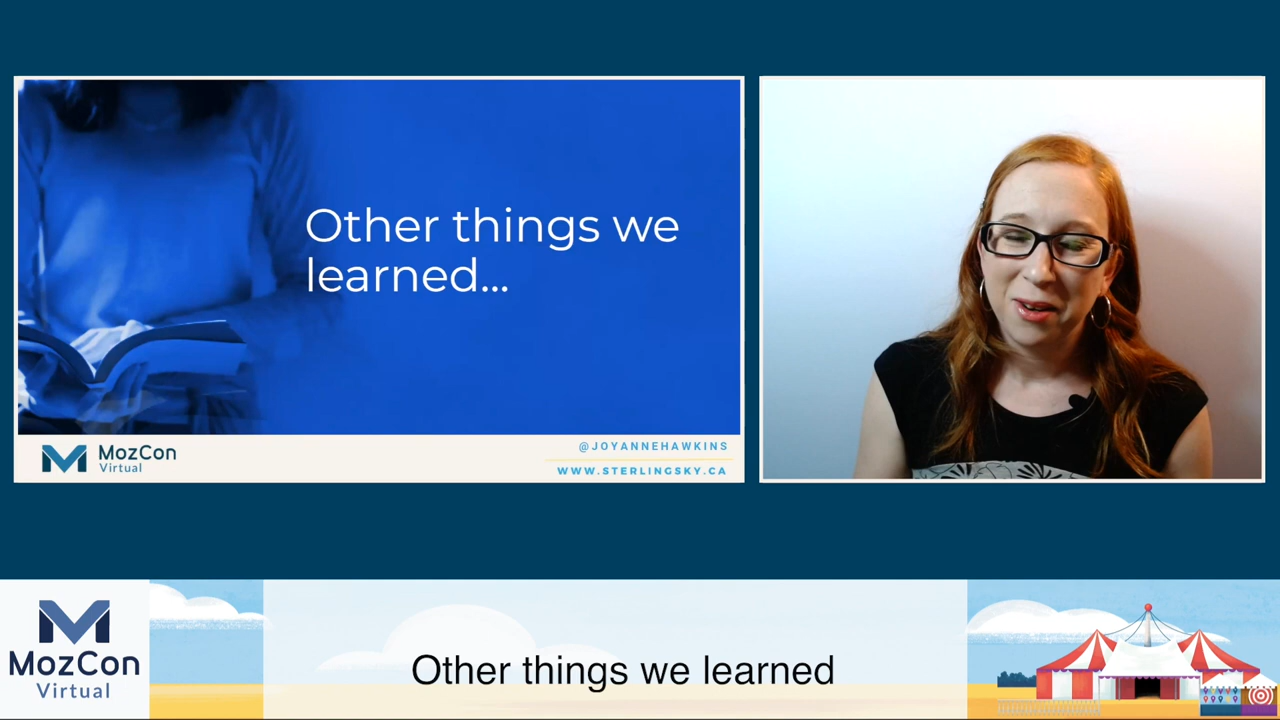 Other things we
learned...
MozCon
Virtual
@JOYANNEHAWKINS
WWW.STERLINGSKY.CA
MozCon
Virtual
Other things we learned